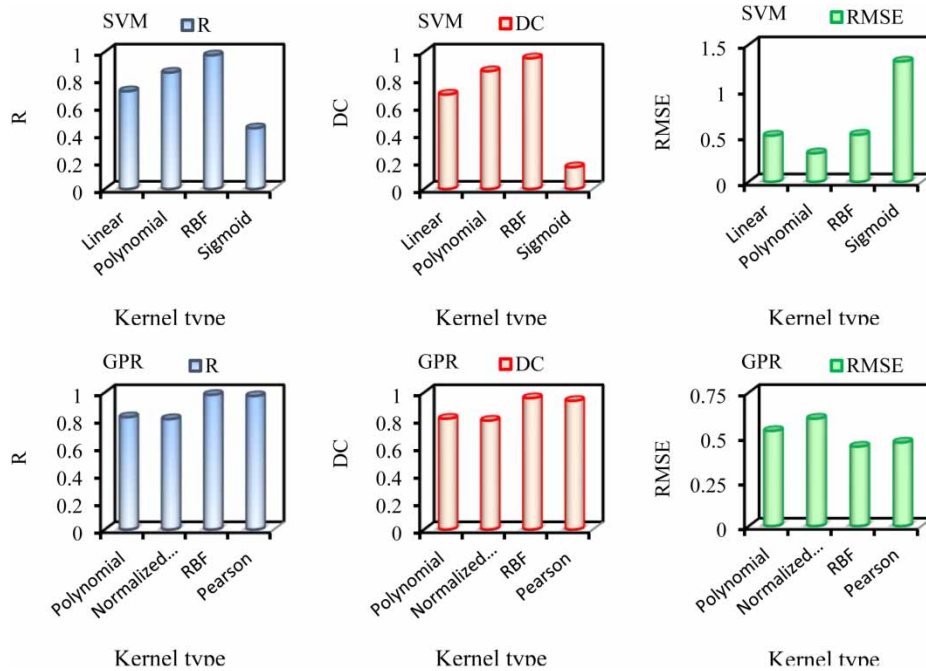 SVM R
1
0.8
0.6
0.4
0.2
0
R
Linear
Polynomial
RBF
Sigmoid
Kernel type
SVM DC
1
0.8
0.6
0.4
0.2
0
DC
Linear
Polynomial
RBF
Sigmoid
Kernel type
SVM RMSE
1.5
1
0.5
0
RMSE
Linear
Polynomial
RBF
Sigmoid
Kernel type
GPR R
1
0.8
0.6
0.4
0.2
0
R
Polynomial
Normalized...
RBF
Pearson
Kernel type
GPR DC
1
0.8
0.6
0.4
0.2
0
DC
Polynomial
Normalized...
RBF
Pearson
Kernel type
GPR RMSE
0.75
0.5
0.25
0
RMSE
Polynomial
Normalized...
RBF
Pearson
Kernel type